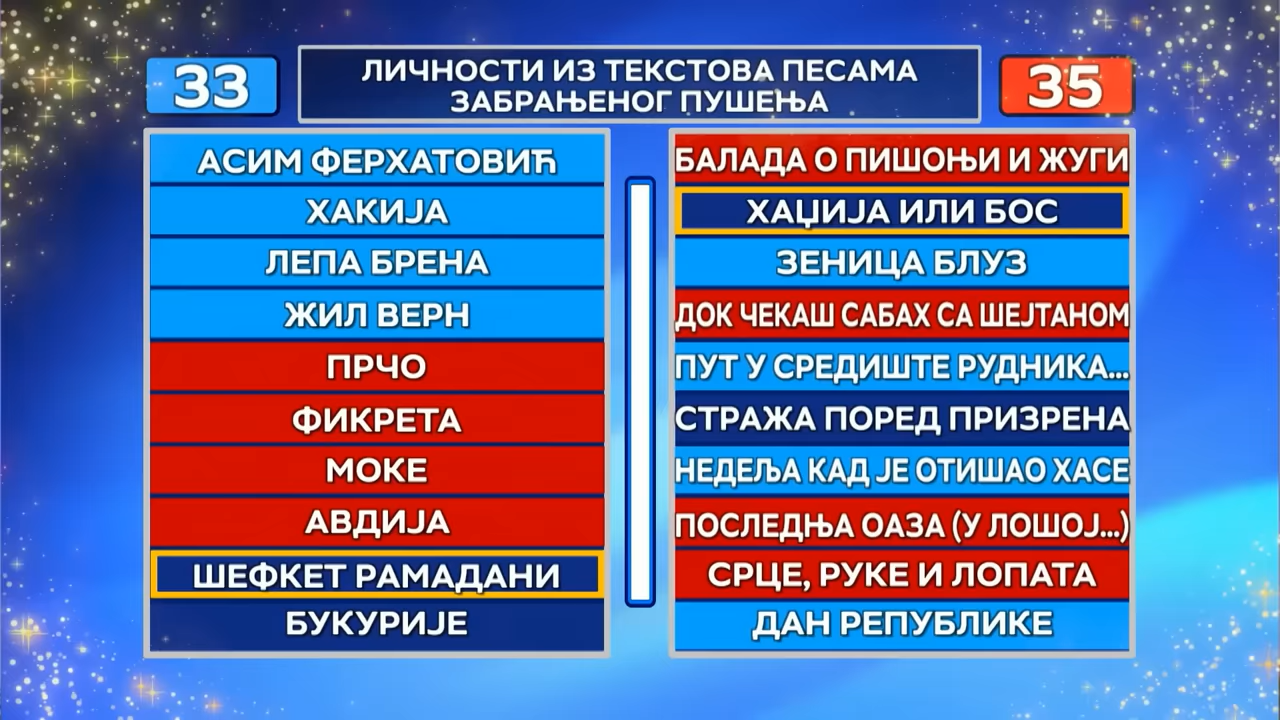 33
ЛИЧНОСТИ ИЗ ТЕКСТОВА ПЕСАМА
ЗАБРАЊЕНОГ ПУШЕЊА
35
АСИМ ФЕРХАТОВИЋ
ХАКИЈА
ЛЕПА БРЕНА
ЖИЛ ВЕРН
ПРЧО
ФИКРЕТА
МОКЕ
АВДИЈА
ШЕФКЕТ РАМАДАНИ
БУКУРИЈЕ
БАЛАДА О ПИШОЊИ И ЖУГИ
ХАЏИЈА ИЛИ БОС
ЗЕНИЦА БЛУЗ
ДОК ЧЕКАШ САБАХ СА ШЕЈТАНОМ
ПУТ У СРЕДИШТЕ РУДНИКА...
СТРАЖА ПОРЕД ПРИЗРЕНА
НЕДЕЉА КАД ЈЕ ОТИШАО ХАСЕ
ПОСЛЕДЊА ОАЗА (У ЛОШОЈ...)
СРЦЕ, РУКЕ И ЛОПАТА
ДАН РЕПУБЛИКЕ